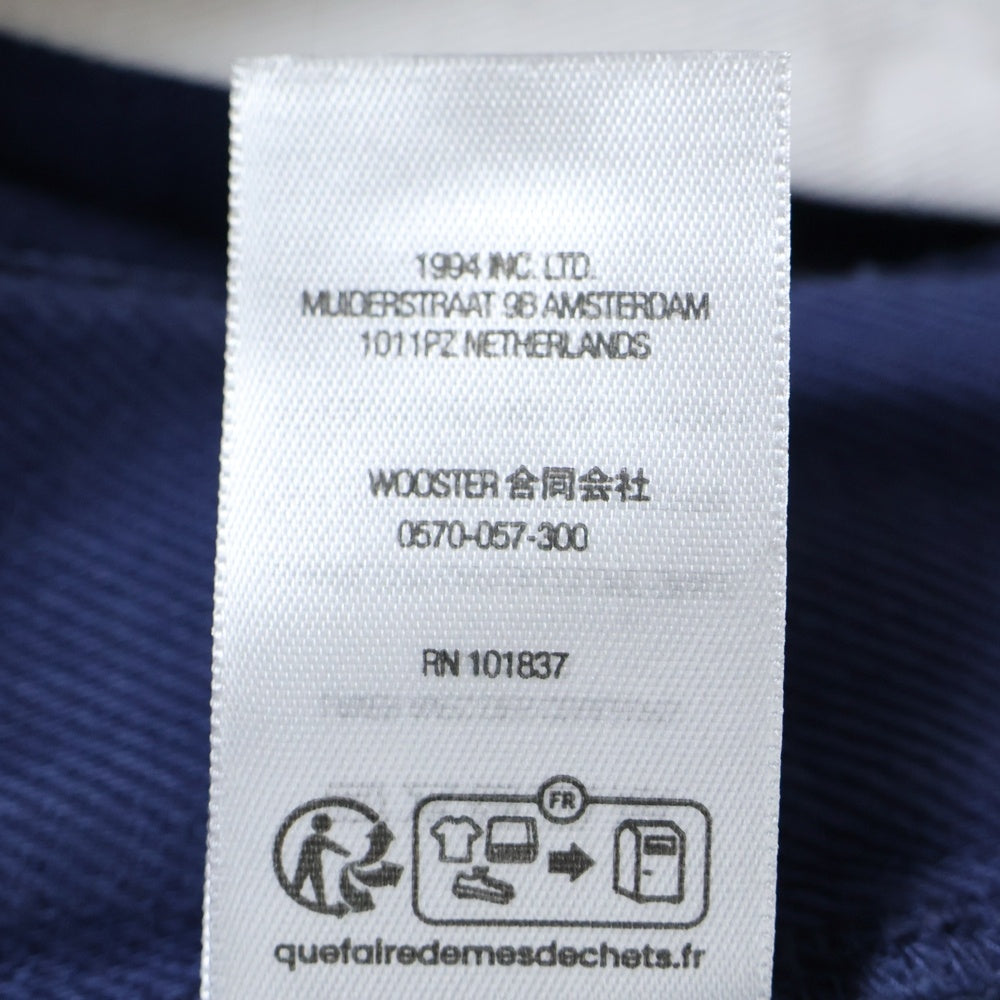 1994 INC. LTD.
MUIDERSTRAAT 9B AMSTERDAM
1011PZ NETHERLANDS
WOOSTER 合同会社
0570-057-300
RN 101837
FR
quefairedemesdechets.fr